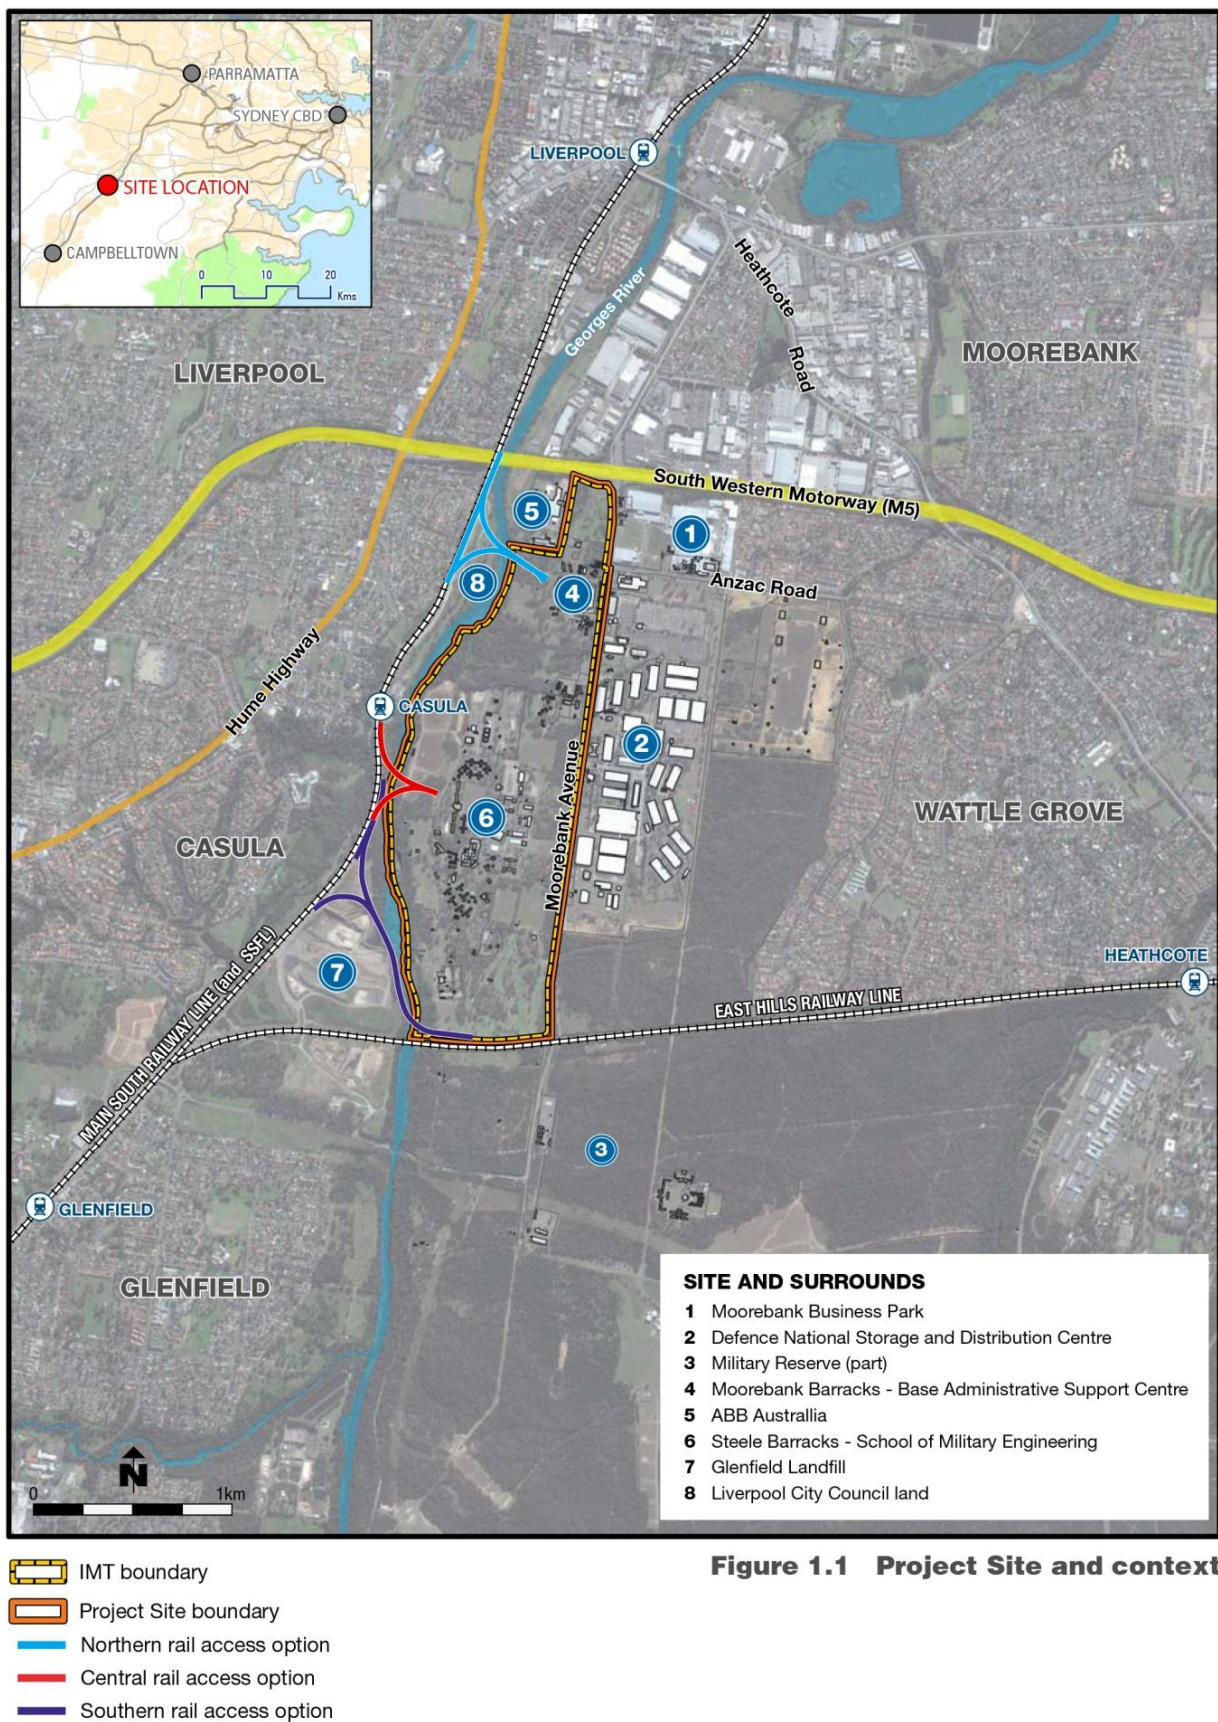 PARRAMATTA
SYDNEY CBD
SITE LOCATION
CAMPBELLTOWN
0 10 20
Kms
LIVERPOOL
Georges River
Heathcote Road
LIVERPOOL
MOOREBANK
South Western Motorway (M5)
5
1
8
4
Anzac Road
Hume Highway
CASULA
2
Moorebank Avenue
6
WATTLE GROVE
CASULA
7
MAIN SOUTH RAILWAY LINE (and SSFL)
HEATHCOTE
EAST HILLS RAILWAY LINE
3
GLENFIELD
GLENFIELD
N
0 1km
SITE AND SURROUNDS
1 Moorebank Business Park
2 Defence National Storage and Distribution Centre
3 Military Reserve (part)
4 Moorebank Barracks - Base Administrative Support Centre
5 ABB Australlia
6 Steele Barracks - School of Military Engineering
7 Glenfield Landfill
8 Liverpool City Council land
Figure 1.1 Project Site and context
IMT boundary
Project Site boundary
Northern rail access option
Central rail access option
Southern rail access option